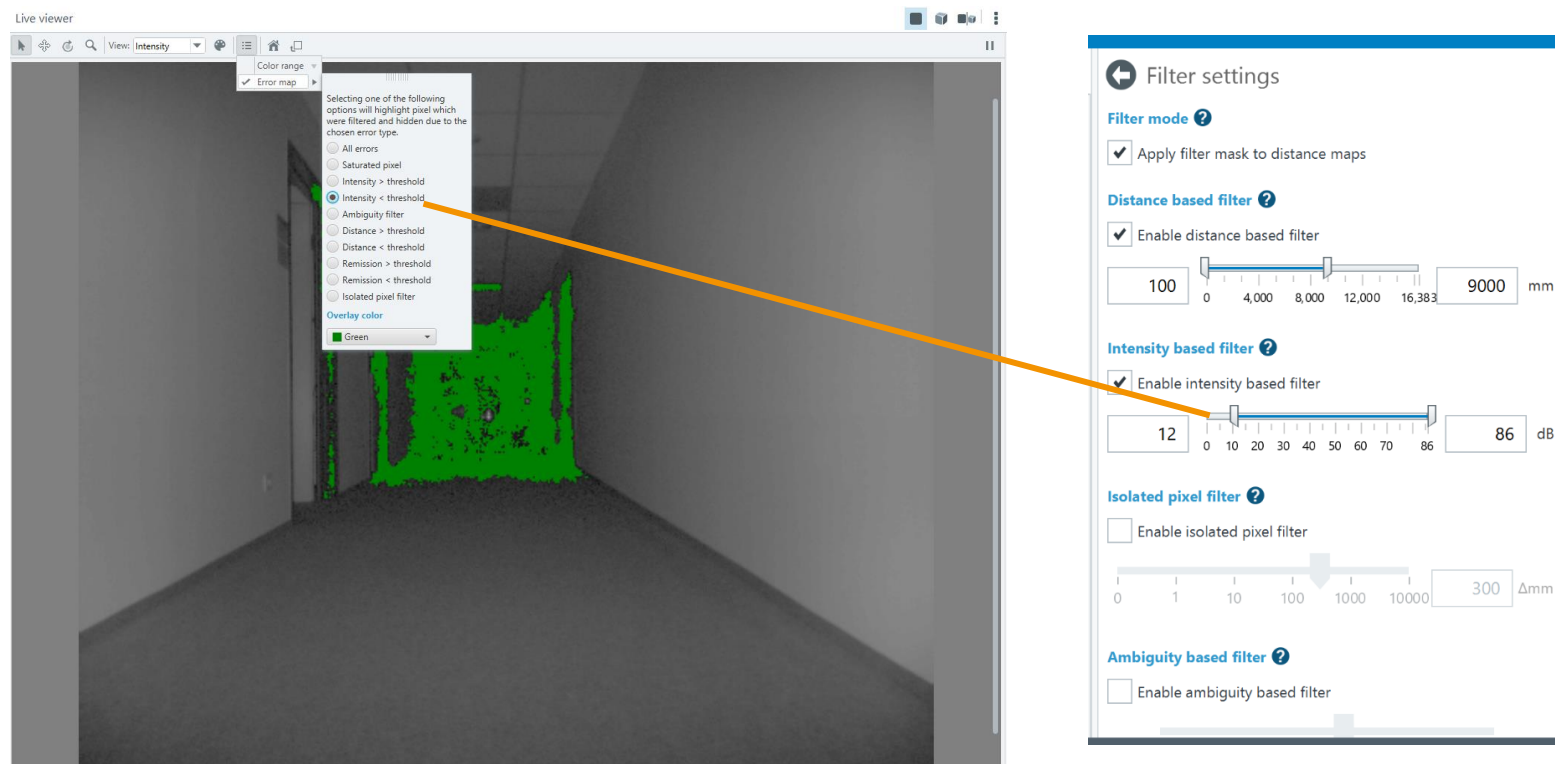 Live viewer
View: Intensity
Color range
Error map
Selecting one of the following
options will highlight pixel which
were filtered and hidden due to the
chosen error type.
All errors
Saturated pixel
Intensity > threshold
Intensity < threshold
Ambiguity filter
Distance > threshold
Distance < threshold
Remission > threshold
Remission < threshold
Isolated pixel filter
Overlay color
Green
Filter settings
Filter mode ?
Apply filter mask to distance maps
Distance based filter ?
Enable distance based filter
100 0 4,000 8,000 12,000 16,383 9000 mm
Intensity based filter ?
Enable intensity based filter
12 0 10 20 30 40 50 60 70 86 86 dB
Isolated pixel filter ?
Enable isolated pixel filter
0 1 10 100 1000 10000 300 Δmm
Ambiguity based filter ?
Enable ambiguity based filter